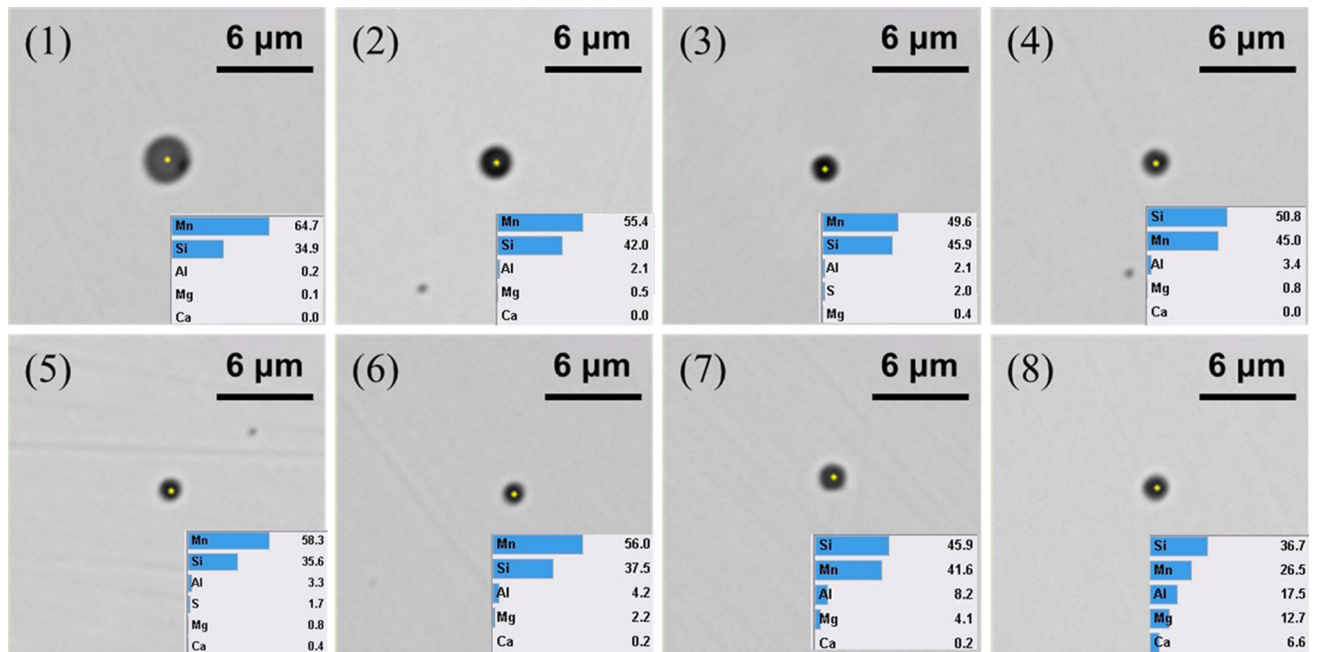 (1) 6 μm
Mn 64.7
Si 34.9
Al 0.2
Mg 0.1
Ca 0.0
(2) 6 μm
Mn 55.4
Si 42.0
Al 2.1
Mg 0.5
Ca 0.0
(3) 6 μm
Mn 49.6
Si 45.9
Al 2.1
S 2.0
Mg 0.4
(4) 6 μm
Si 50.8
Mn 45.0
Al 3.4
Mg 0.8
Ca 0.0
(5) 6 μm
Mn 58.3
Si 35.6
Al 3.3
S 1.7
Mg 0.8
Ca 0.4
(6) 6 μm
Mn 56.0
Si 37.5
Al 4.2
Mg 2.2
Ca 0.2
(7) 6 μm
Si 45.9
Mn 41.6
Al 8.2
Mg 4.1
Ca 0.2
(8) 6 μm
Si 36.7
Mn 26.5
Al 17.5
Mg 12.7
Ca 6.6